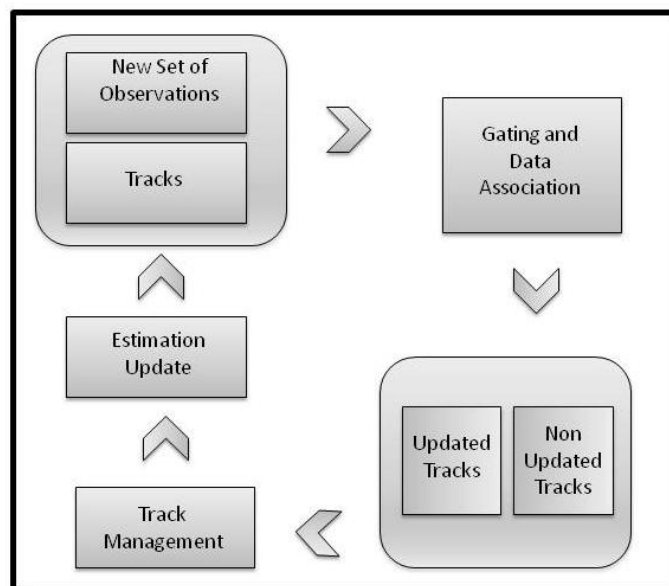 New Set of
Observations
Tracks
Gating and
Data
Association
Estimation
Update
Updated
Tracks
Non
Updated
Tracks
Track
Management